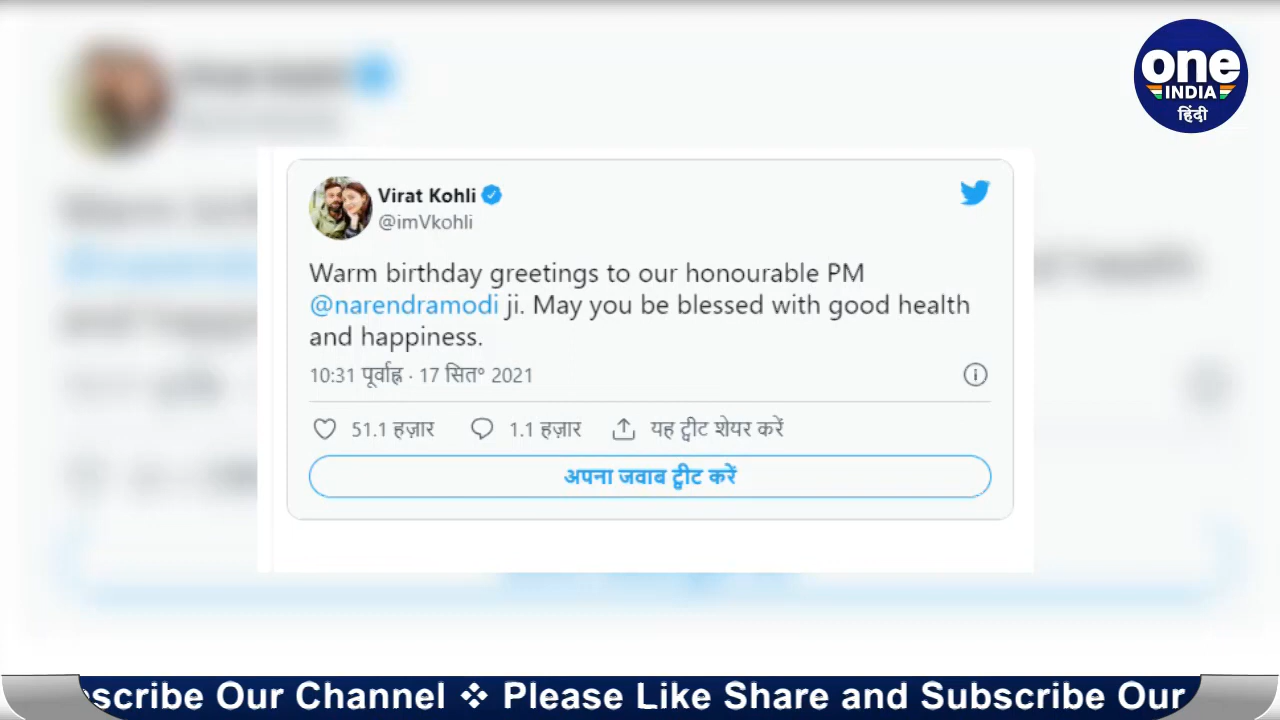 one
INDIA
हिंदी
Virat Kohli
@imVkohli
Warm birthday greetings to our honourable PM
@narendramodi ji. May you be blessed with good health
and happiness.
10:31 पूर्वाह्न · 17 सित॰ 2021
51.1 हज़ार 1.1 हज़ार यह ट्वीट शेयर करें
अपना जवाब ट्वीट करें
scribe Our Channel ❖ Please Like Share and Subscribe Our